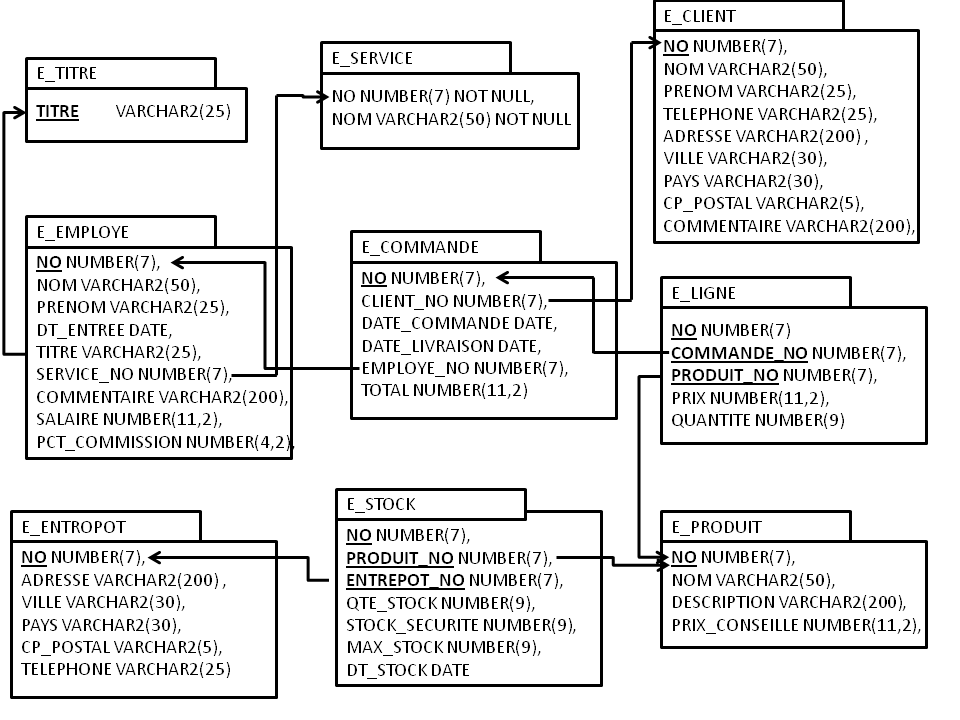 E_TITRE
TITRE VARCHAR2(25)
E_SERVICE
NO NUMBER(7) NOT NULL,
NOM VARCHAR2(50) NOT NULL
E_CLIENT
NO NUMBER(7),
NOM VARCHAR2(50),
PRENOM VARCHAR2(25),
TELEPHONE VARCHAR2(25),
ADRESSE VARCHAR2(200) ,
VILLE VARCHAR2(30),
PAYS VARCHAR2(30),
CP_POSTAL VARCHAR2(5),
COMMENTAIRE VARCHAR2(200),
E_EMPLOYE
NO NUMBER(7),
NOM VARCHAR2(50),
PRENOM VARCHAR2(25),
DT_ENTREE DATE,
TITRE VARCHAR2(25),
SERVICE_NO NUMBER(7),
COMMENTAIRE VARCHAR2(200),
SALAIRE NUMBER(11,2),
PCT_COMMISSION NUMBER(4,2),
E_COMMANDE
NO NUMBER(7),
CLIENT_NO NUMBER(7),
DATE_COMMANDE DATE,
DATE_LIVRAISON DATE,
EMPLOYE_NO NUMBER(7),
TOTAL NUMBER(11,2)
E_LIGNE
NO NUMBER(7)
COMMANDE_NO NUMBER(7),
PRODUIT_NO NUMBER(7),
PRIX NUMBER(11,2),
QUANTITE NUMBER(9)
E_ENTROPOT
NO NUMBER(7),
ADRESSE VARCHAR2(200) ,
VILLE VARCHAR2(30),
PAYS VARCHAR2(30),
CP_POSTAL VARCHAR2(5),
TELEPHONE VARCHAR2(25)
E_STOCK
NO NUMBER(7),
PRODUIT_NO NUMBER(7),
ENTREPOT_NO NUMBER(7),
QTE_STOCK NUMBER(9),
STOCK_SECURITE NUMBER(9),
MAX_STOCK NUMBER(9),
DT_STOCK DATE
E_PRODUIT
NO NUMBER(7),
NOM VARCHAR2(50),
DESCRIPTION VARCHAR2(200),
PRIX_CONSEILLE NUMBER(11,2),